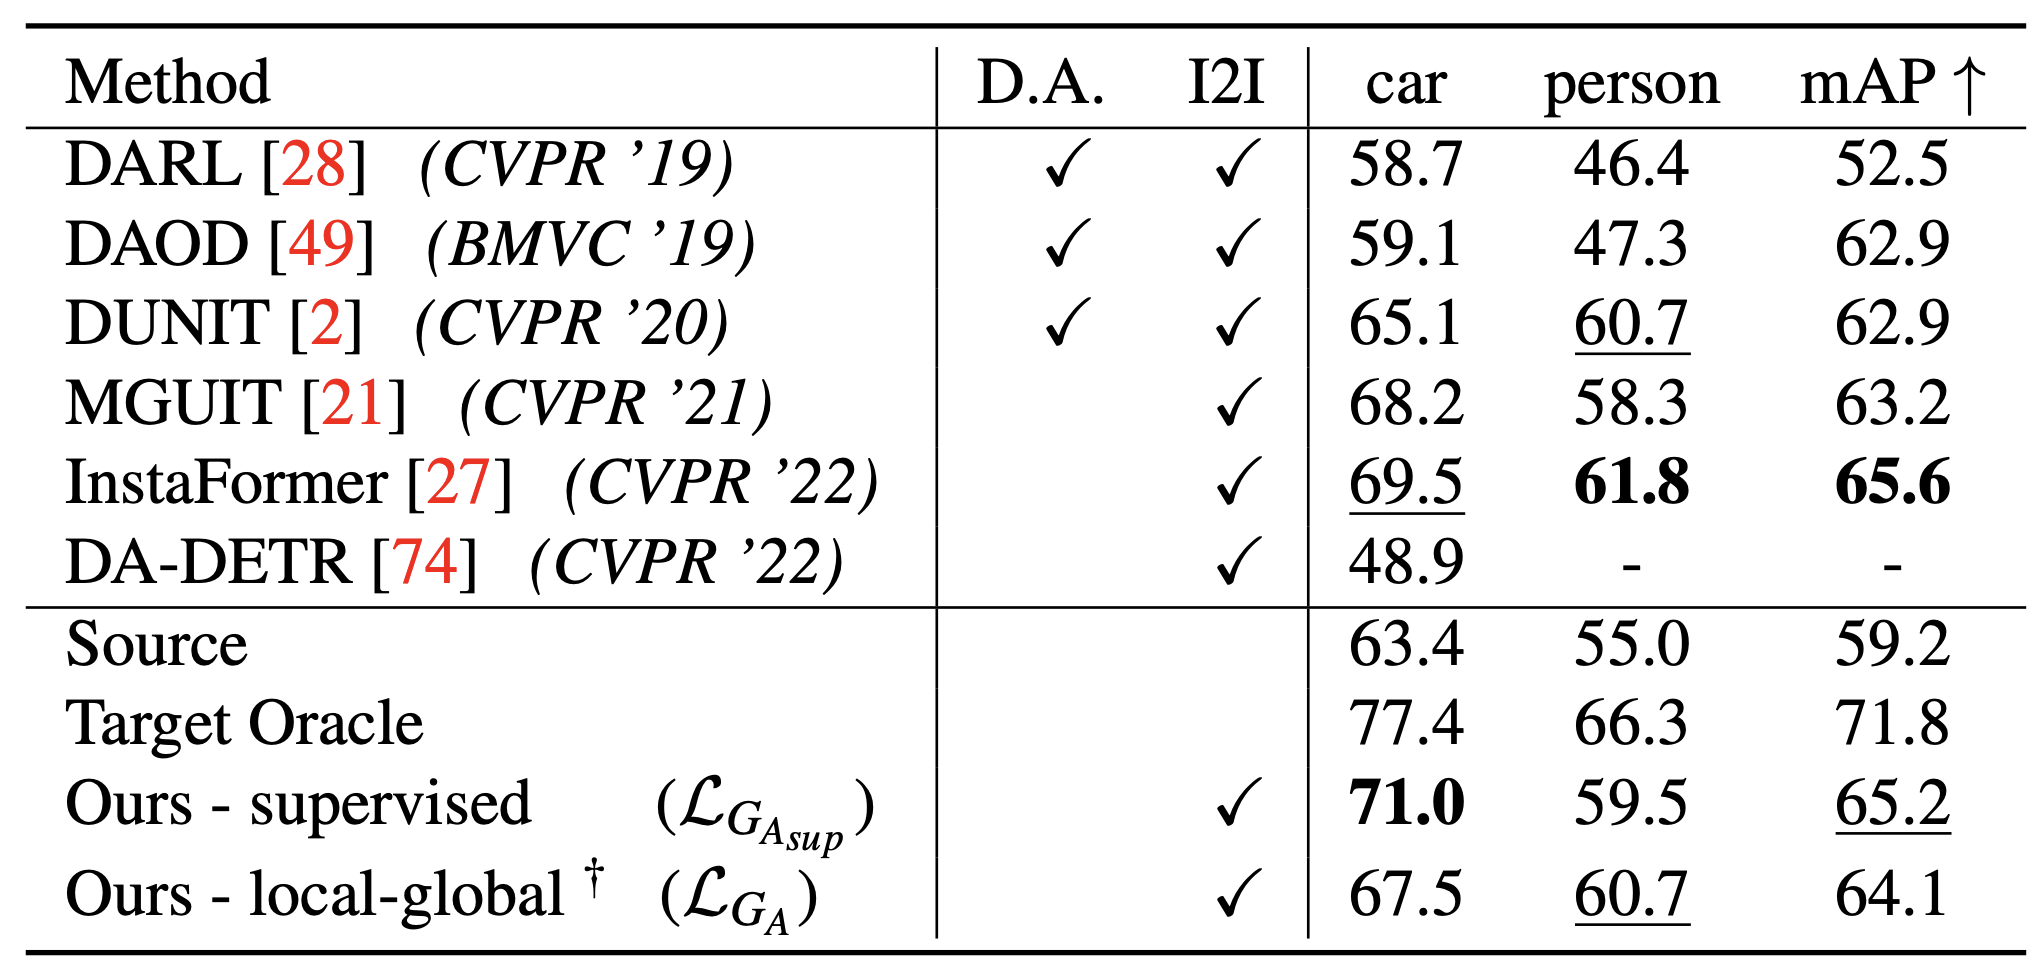 Method D.A. I2I car person mAP ↑
DARL [28] (CVPR ’19) ✓ ✓ 58.7 46.4 52.5
DAOD [49] (BMVC ’19) ✓ ✓ 59.1 47.3 62.9
DUNIT [2] (CVPR ’20) ✓ ✓ 65.1 60.7 62.9
MGUIT [21] (CVPR ’21) ✓ 68.2 58.3 63.2
InstaFormer [27] (CVPR ’22) ✓ 69.5 61.8 65.6
DA-DETR [74] (CVPR ’22) ✓ 48.9 - -
Source 63.4 55.0 59.2
Target Oracle 77.4 66.3 71.8
Ours - supervised (ℒ_{G_{A_{sup}}}) ✓ 71.0 59.5 65.2
Ours - local-global † (ℒ_{G_A}) ✓ 67.5 60.7 64.1